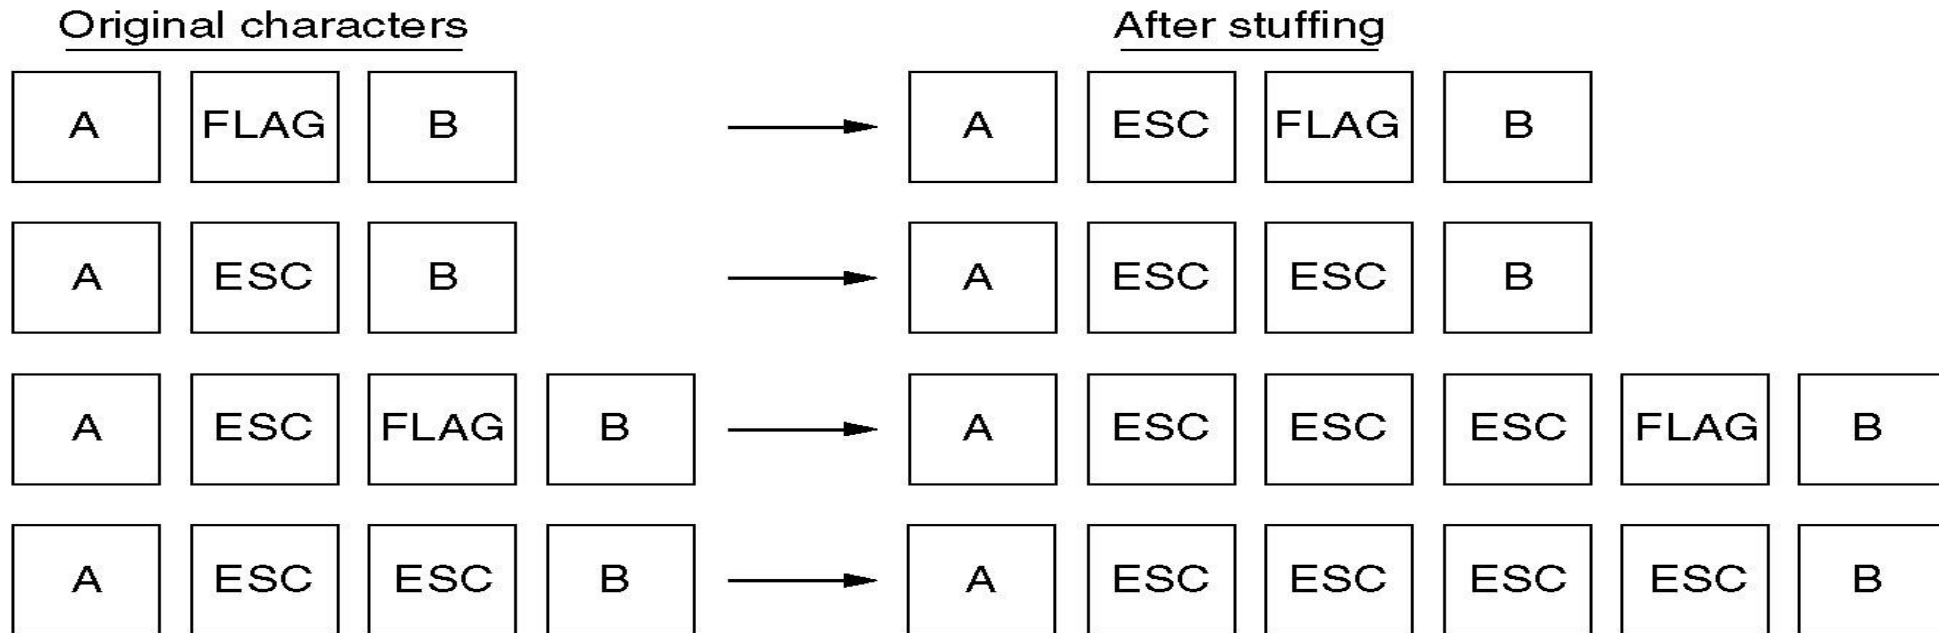 Original characters After stuffing
A FLAG B A ESC FLAG B
A ESC B A ESC ESC B
A ESC FLAG B A ESC ESC ESC FLAG B
A ESC ESC B A ESC ESC ESC ESC B